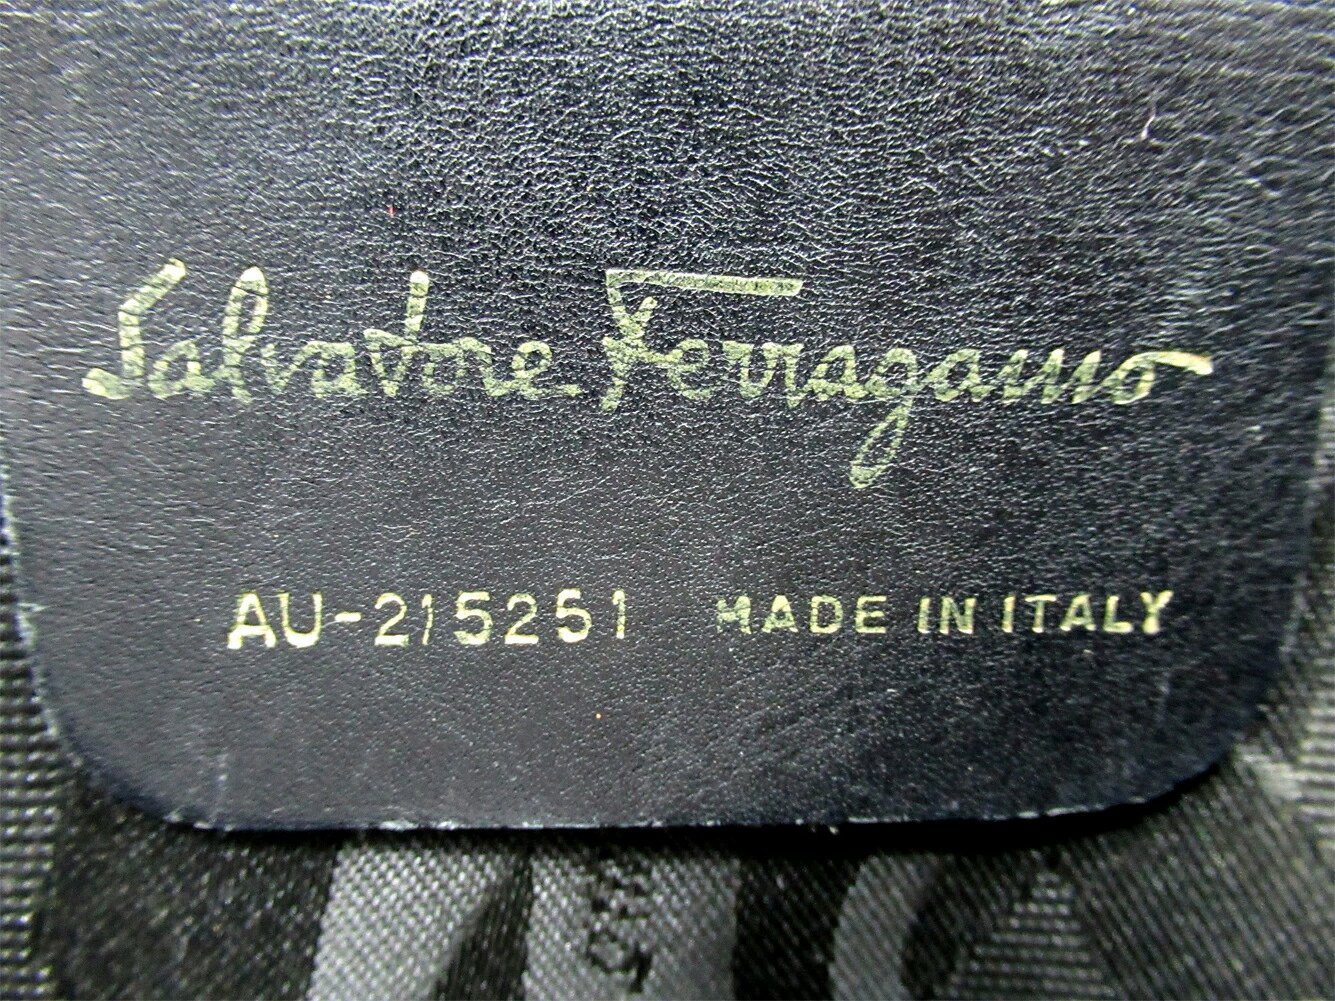 Salvatore Ferragamo
AU-215251 MADE IN ITALY